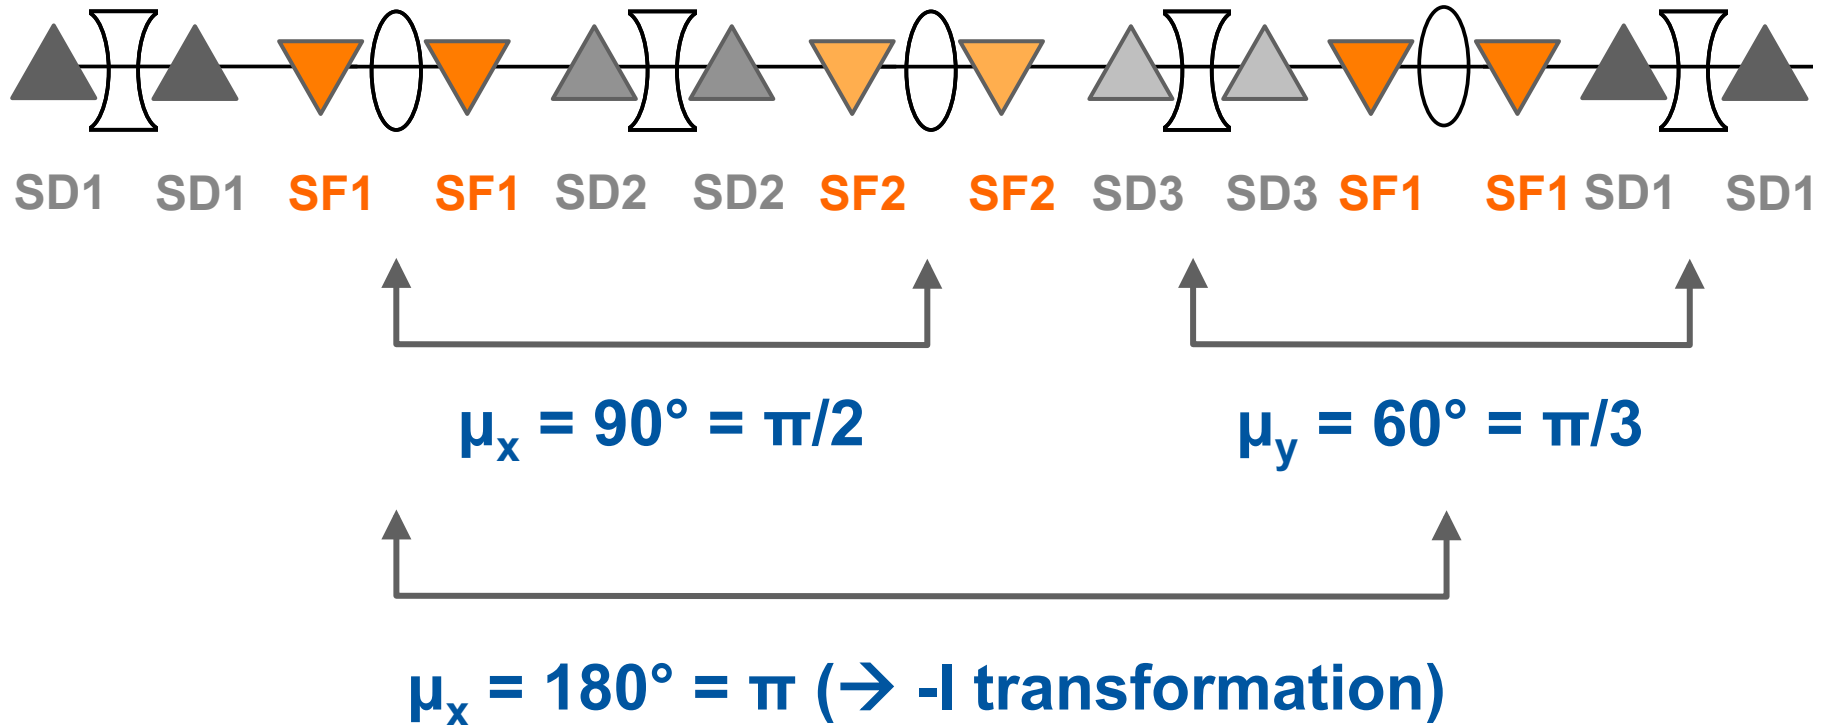 SD1 SD1 SF1 SF1 SD2 SD2 SF2 SF2 SD3 SD3 SF1 SF1 SD1 SD1
μx = 90° = π/2 μy = 60° = π/3
μx = 180° = π (→ -I transformation)